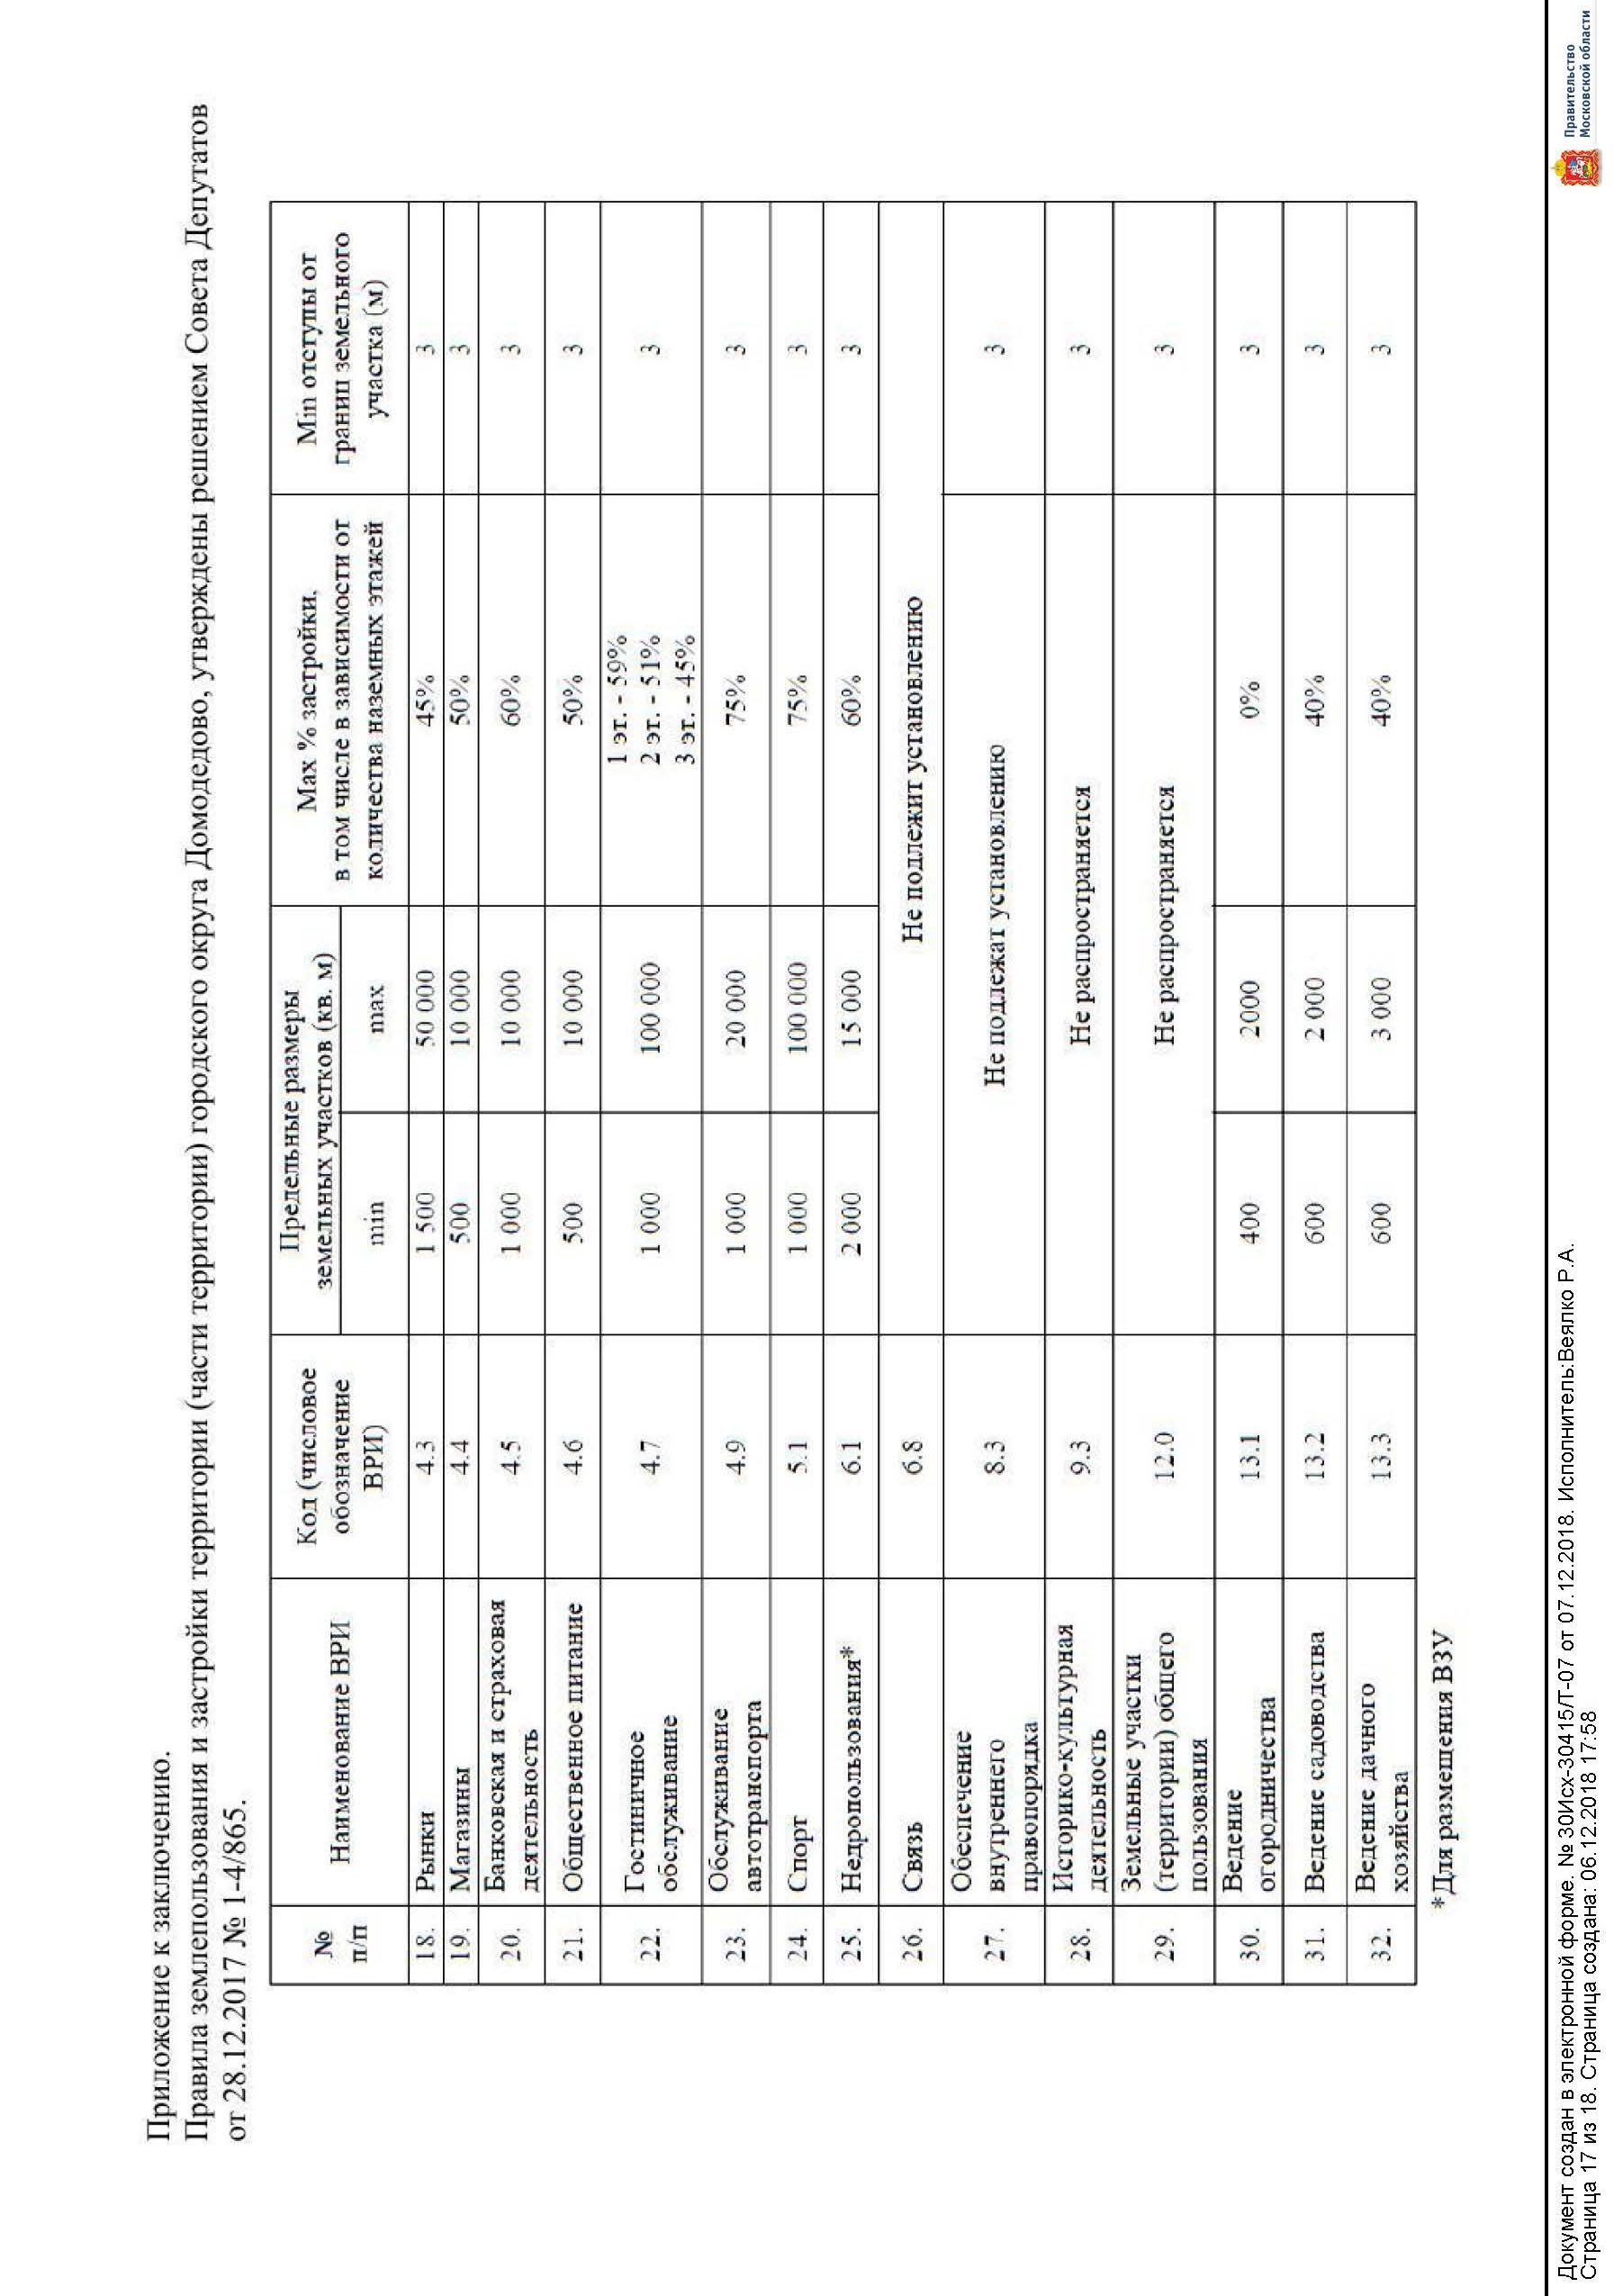 Приложение к заключению.
Правила землепользования и застройки территории (части территории) городского округа Домодедово, утверждены решением Совета Депутатов
от 28.12.2017 № 1-4/865.
№
п/п
Наименование ВРИ
Код (числовое
обозначение
ВРИ)
Предельные размеры
земельных участков (кв. м)
min
max
Max % застройки,
в том числе в зависимости от
количества наземных этажей
Min отступы от
границ земельного
участка (м)
18. Рынки 4.3 1 500 50 000 45% 3
19. Магазины 4.4 500 10 000 50% 3
20. Банковская и страховая
деятельность 4.5 1 000 10 000 60% 3
21. Общественное питание 4.6 500 10 000 50% 3
22. Гостиничное
обслуживание 4.7 1 000 100 000
1 эт. - 59%
2 эт. - 51%
3 эт. - 45%
3
23. Обслуживание
автотранспорта 4.9 1 000 20 000 75% 3
24. Спорт 5.1 1 000 100 000 75% 3
25. Недропользования* 6.1 2 000 15 000 60% 3
26. Связь 6.8 Не подлежит установлению
27. Обеспечение
внутреннего
правопорядка 8.3 Не подлежат установлению 3
28. Историко-культурная
деятельность 9.3 Не распространяется 3
29. Земельные участки
(территории) общего
пользования 12.0 Не распространяется 3
30. Ведение
огородничества 13.1 400 2000 0% 3
31. Ведение садоводства 13.2 600 2 000 40% 3
32. Ведение дачного
хозяйства 13.3 600 3 000 40% 3
*Для размещения ВЗУ
Документ создан в электронной форме. № 30Исх-30415/Т-07 от 07.12.2018. Исполнитель:Веялко Р.А.
Страница 17 из 18. Страница создана: 06.12.2018 17:58
Правительство
Московской области